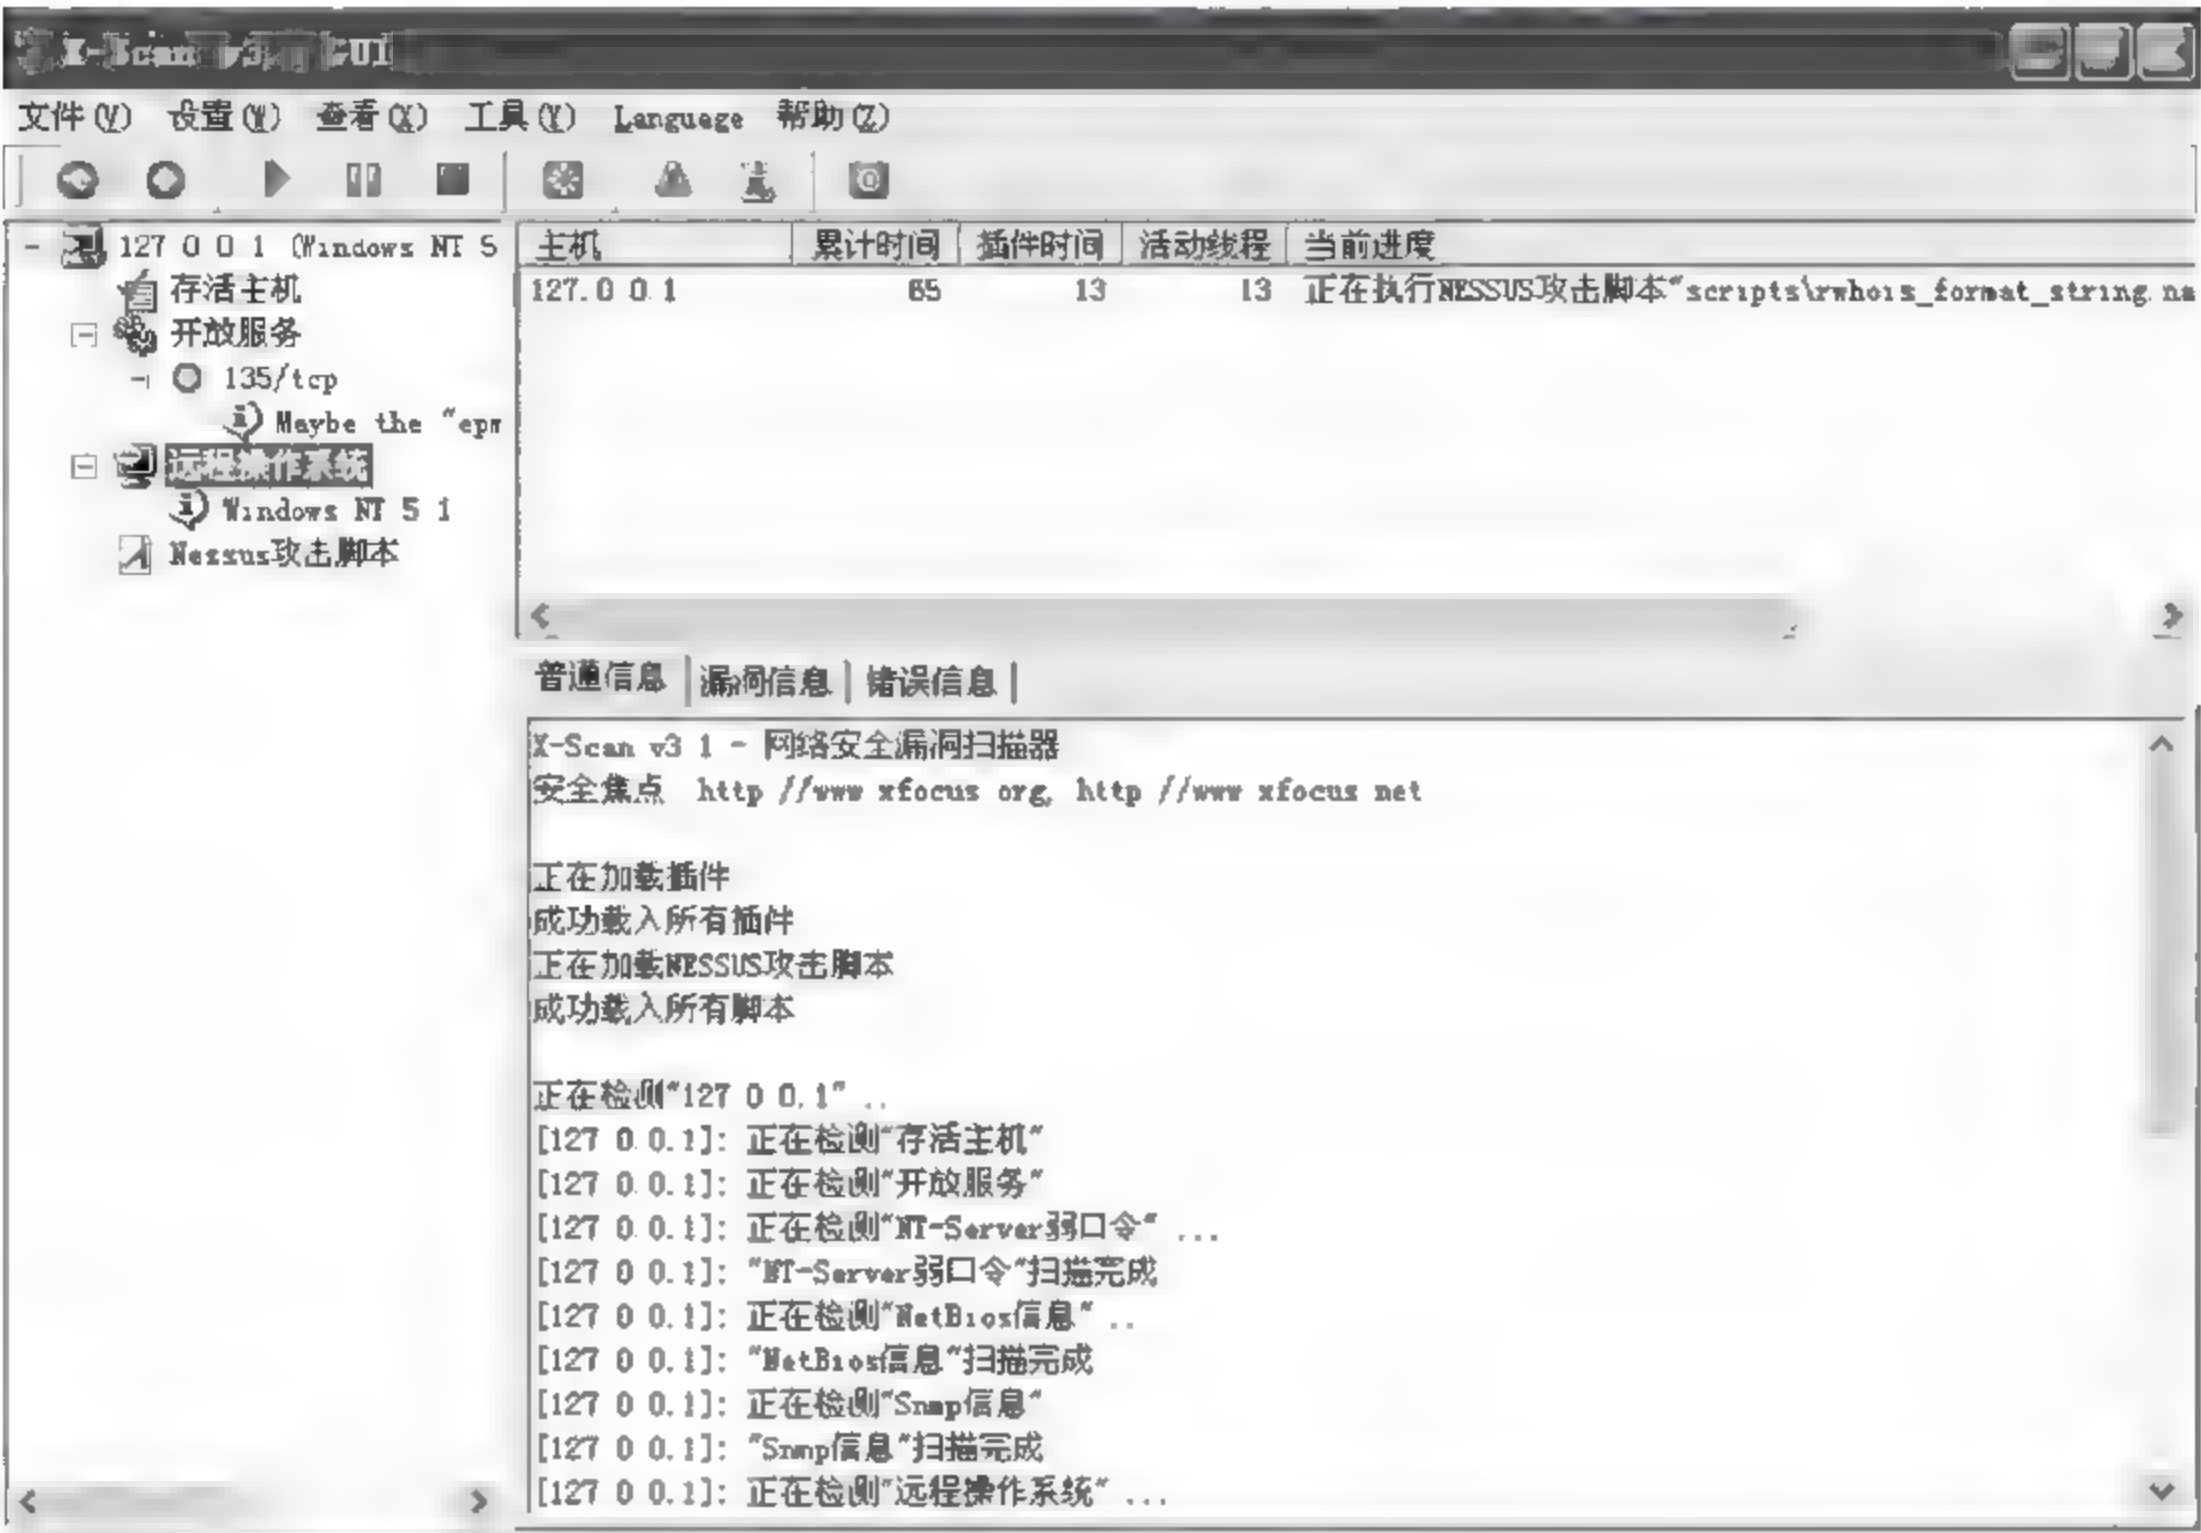 X-Scan v3.1 GUI
文件(V) 设置(W) 查看(X) 工具(Y) Language 帮助(Z)
127 0 0 1 (Windows NT 5
存活主机
开放服务
135/tcp
Maybe the "epm
远程操作系统
Windows NT 5 1
Nessus攻击脚本
主机 累计时间 插件时间 活动线程 当前进度
127.0 0.1 65 13 13 正在执行NESSUS攻击脚本"scripts\rwhois_format_string.na
普通信息 漏洞信息 错误信息
X-Scan v3 1 - 网络安全漏洞扫描器
安全焦点 http //www xfocus org, http //www xfocus net
正在加载插件
成功载入所有插件
正在加载NESSUS攻击脚本
成功载入所有脚本
正在检测"127 0 0.1" ..
[127 0 0.1]: 正在检测"存活主机"
[127 0 0.1]: 正在检测"开放服务"
[127 0 0.1]: 正在检测"NT-Server弱口令" ...
[127 0 0.1]: "NT-Server弱口令"扫描完成
[127 0 0.1]: 正在检测"NetBios信息" ..
[127 0 0.1]: "NetBios信息"扫描完成
[127 0 0.1]: 正在检测"Snmp信息"
[127 0 0.1]: "Snmp信息"扫描完成
[127 0 0.1]: 正在检测"远程操作系统" ...